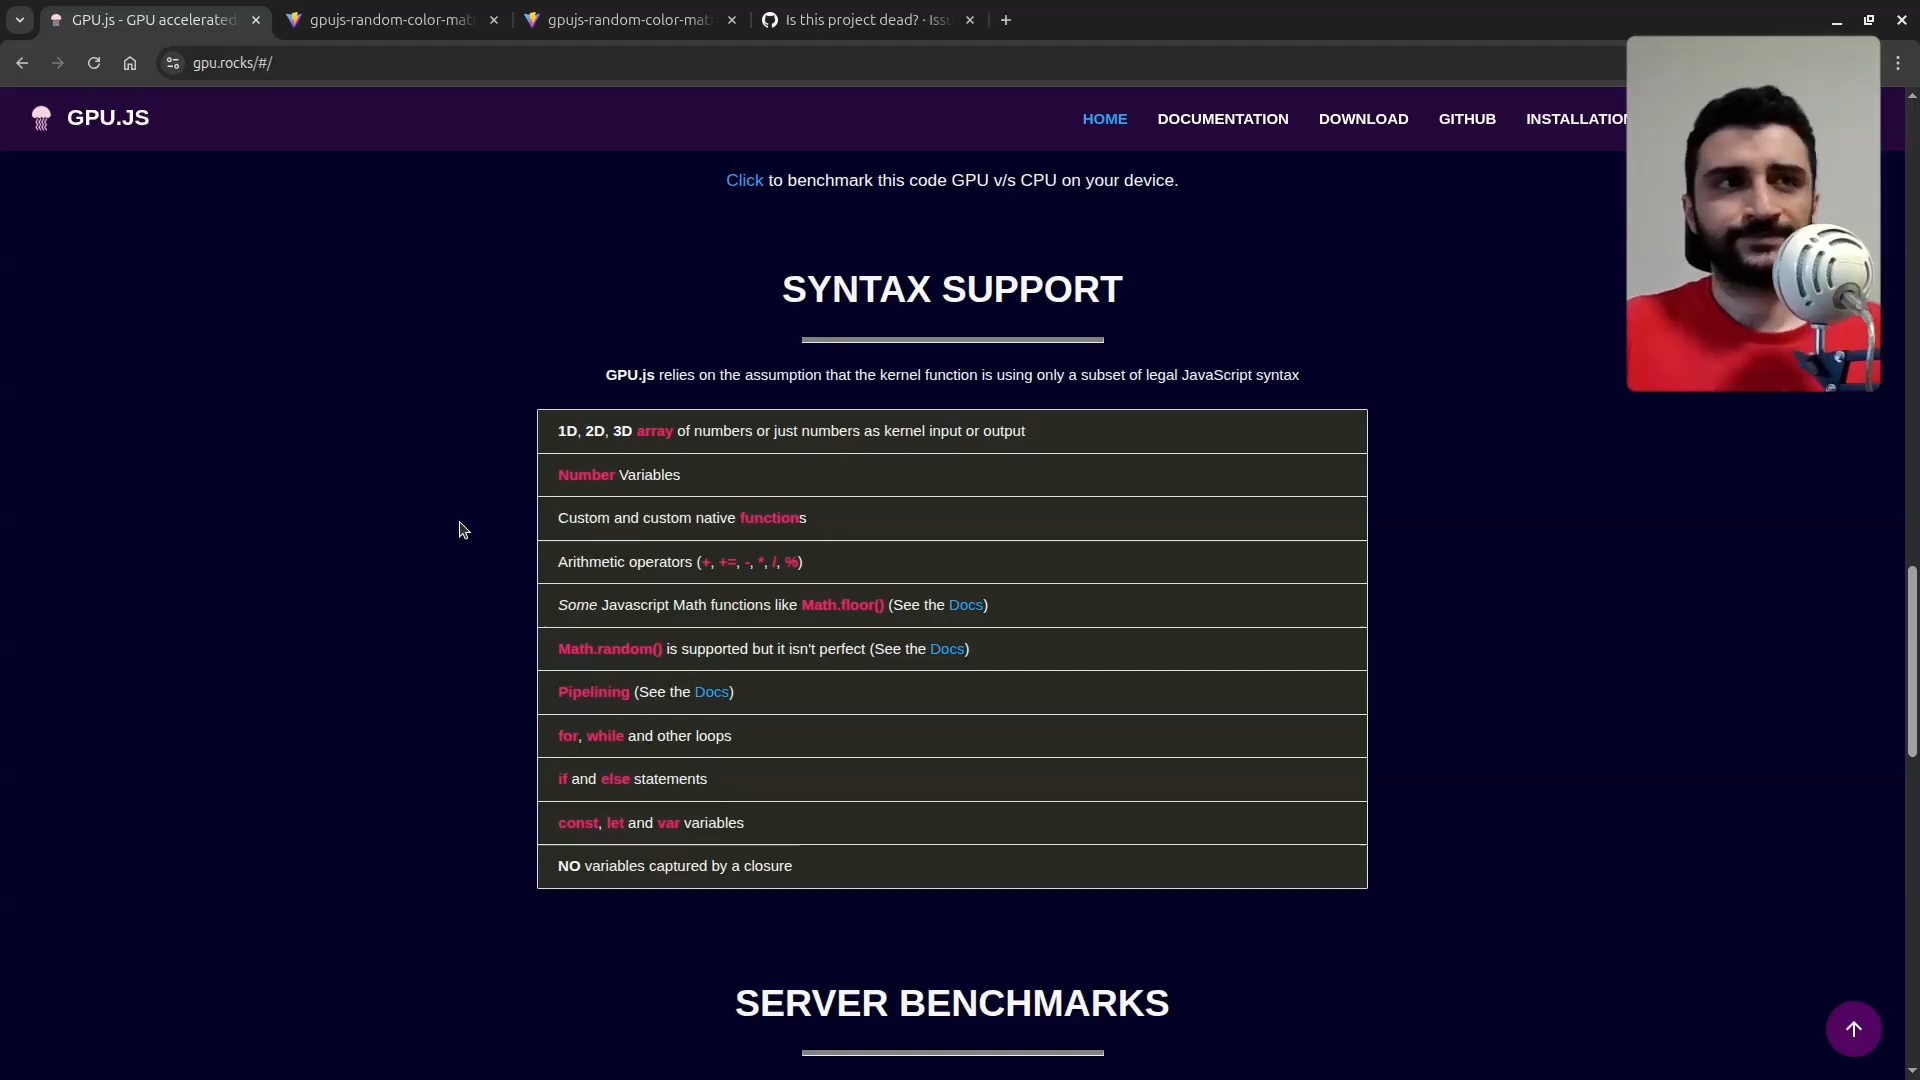 GPU.js - GPU accelerated
gpujs-random-color-mat
gpujs-random-color-mat
Is this project dead? · Issu
gpu.rocks/#/
GPU.JS
HOME
DOCUMENTATION
DOWNLOAD
GITHUB
INSTALLATION
Click to benchmark this code GPU v/s CPU on your device.
SYNTAX SUPPORT
GPU.js relies on the assumption that the kernel function is using only a subset of legal JavaScript syntax
1D, 2D, 3D array of numbers or just numbers as kernel input or output
Number Variables
Custom and custom native functions
Arithmetic operators (+, +=, -, *, /, %)
Some Javascript Math functions like Math.floor() (See the Docs)
Math.random() is supported but it isn't perfect (See the Docs)
Pipelining (See the Docs)
for, while and other loops
if and else statements
const, let and var variables
NO variables captured by a closure
SERVER BENCHMARKS